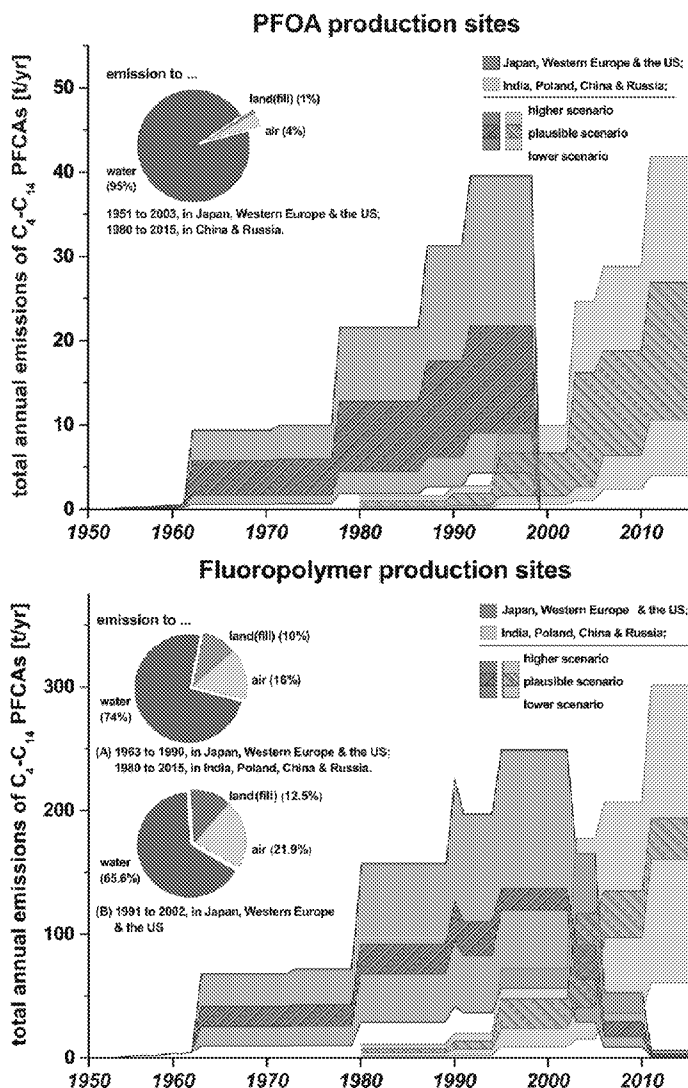 PFOA production sites
total annual emissions of C4-C14 PFCAs [t/yr]
50
40
30
20
10
0
emission to ...
land(fill) (1%)
air (4%)
water
(95%)
1951 to 2003, in Japan, Western Europe & the US;
1980 to 2015, in China & Russia.
Japan, Western Europe & the US;
India, Poland, China & Russia;
higher scenario
plausible scenario
lower scenario
1950 1960 1970 1980 1990 2000 2010
Fluoropolymer production sites
total annual emissions of C4-C14 PFCAs [t/yr]
300
200
100
0
emission to ...
land(fill) (10%)
air (16%)
water
(74%)
(A) 1963 to 1990, in Japan, Western Europe & the US;
1980 to 2015, in India, Poland, China & Russia.
land(fill) (12.5%)
air (21.9%)
water
(65.6%)
(B) 1991 to 2002, in Japan, Western Europe
& the US
Japan, Western Europe & the US;
India, Poland, China & Russia;
higher scenario
plausible scenario
lower scenario
1950 1960 1970 1980 1990 2000 2010